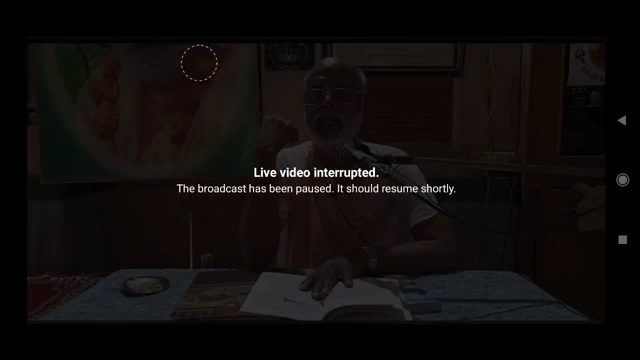 Live video interrupted.
The broadcast has been paused. It should resume shortly.